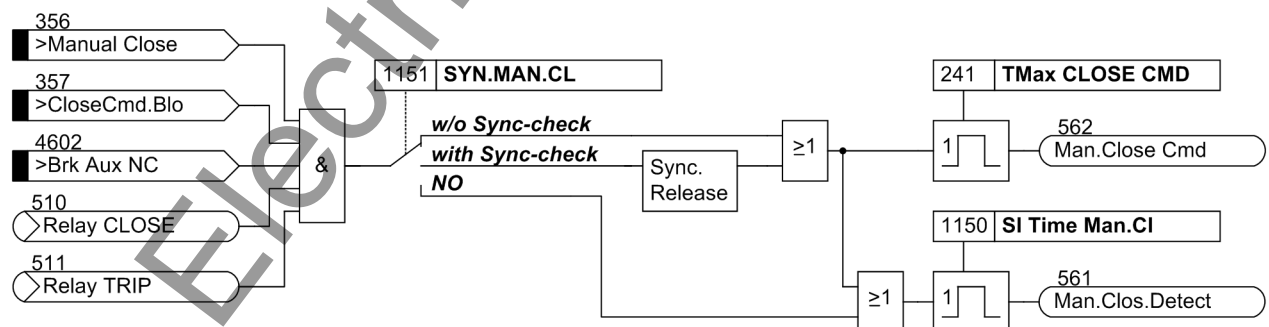 356
>Manual Close
357
>CloseCmd.Blo
4602
>Brk Aux NC
510
Relay CLOSE
511
Relay TRIP
&
1151 SYN.MAN.CL
w/o Sync-check
with Sync-check
NO
Sync.
Release
≥1
241 TMax CLOSE CMD
1
562
Man.Close Cmd
1150 SI Time Man.Cl
≥1
1
561
Man.Clos.Detect
Electri